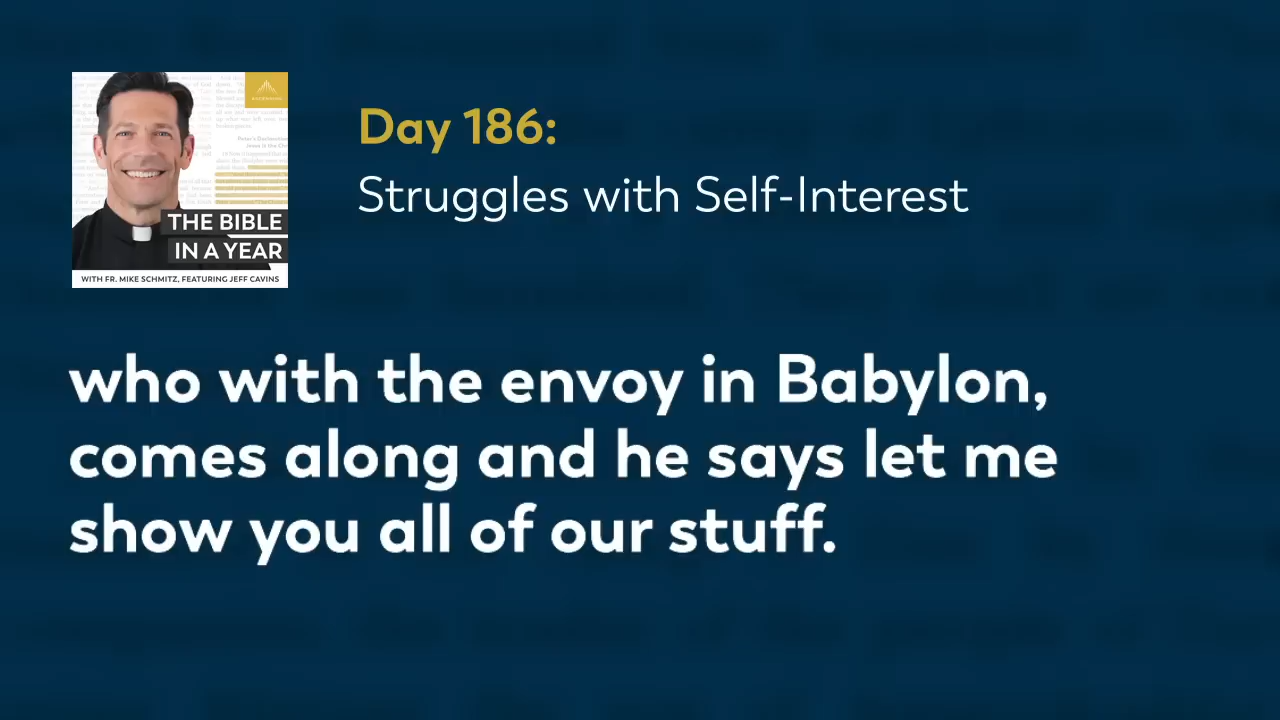 THE BIBLE
IN A YEAR
WITH FR. MIKE SCHMITZ, FEATURING JEFF CAVINS
Day 186:
Struggles with Self-Interest
who with the envoy in Babylon,
comes along and he says let me
show you all of our stuff.